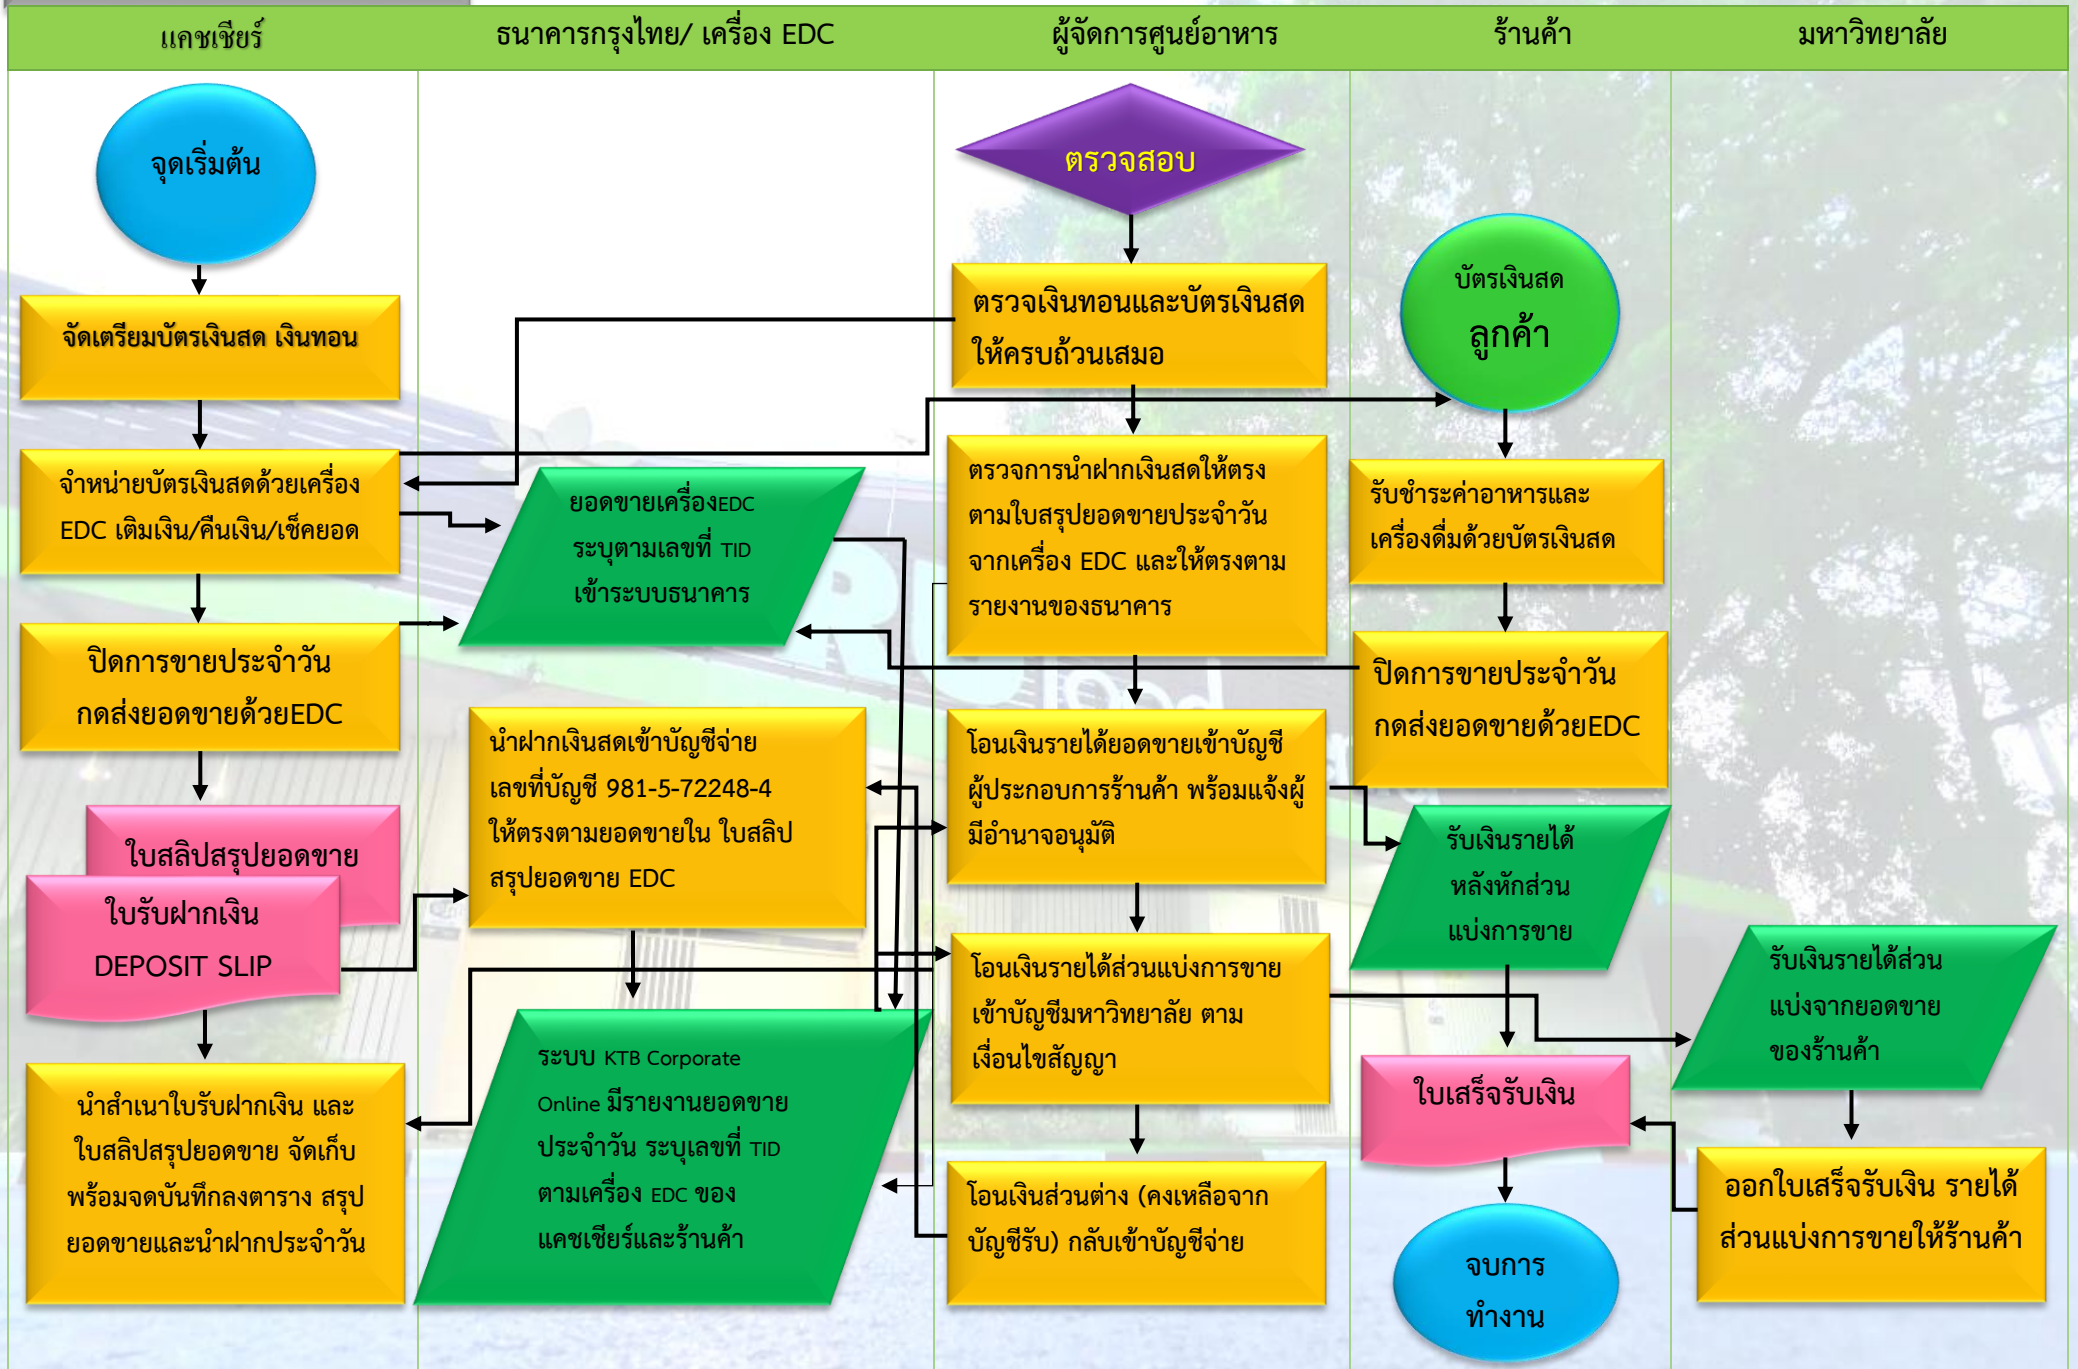 แคชเชียร์
ธนาคารกรุงไทย/ เครื่อง EDC
ผู้จัดการศูนย์อาหาร
ร้านค้า
มหาวิทยาลัย
จุดเริ่มต้น
จัดเตรียมบัตรเงินสด เงินทอน
จำหน่ายบัตรเงินสดด้วยเครื่อง
EDC เติมเงิน/คืนเงิน/เช็คยอด
ปิดการขายประจำวัน
กดส่งยอดขายด้วยEDC
ใบสลิปสรุปยอดขาย
ใบรับฝากเงิน
DEPOSIT SLIP
นำสำเนาใบรับฝากเงิน และ
ใบสลิปสรุปยอดขาย จัดเก็บ
พร้อมจดบันทึกลงตาราง สรุป
ยอดขายและนำฝากประจำวัน
ยอดขายเครื่องEDC
ระบุตามเลขที่ TID
เข้าระบบธนาคาร
นำฝากเงินสดเข้าบัญชีจ่าย
เลขที่บัญชี 981-5-72248-4
ให้ตรงตามยอดขายใน ใบสลิป
สรุปยอดขาย EDC
ระบบ KTB Corporate
Online มีรายงานยอดขาย
ประจำวัน ระบุเลขที่ TID
ตามเครื่อง EDC ของ
แคชเชียร์และร้านค้า
ตรวจสอบ
ตรวจเงินทอนและบัตรเงินสด
ให้ครบถ้วนเสมอ
ตรวจการนำฝากเงินสดให้ตรง
ตามใบสรุปยอดขายประจำวัน
จากเครื่อง EDC และให้ตรงตาม
รายงานของธนาคาร
โอนเงินรายได้ยอดขายเข้าบัญชี
ผู้ประกอบการร้านค้า พร้อมแจ้งผู้
มีอำนาจอนุมัติ
โอนเงินรายได้ส่วนแบ่งการขาย
เข้าบัญชีมหาวิทยาลัย ตาม
เงื่อนไขสัญญา
โอนเงินส่วนต่าง (คงเหลือจาก
บัญชีรับ) กลับเข้าบัญชีจ่าย
บัตรเงินสด
ลูกค้า
รับชำระค่าอาหารและ
เครื่องดื่มด้วยบัตรเงินสด
ปิดการขายประจำวัน
กดส่งยอดขายด้วยEDC
รับเงินรายได้
หลังหักส่วน
แบ่งการขาย
ใบเสร็จรับเงิน
จบการ
ทำงาน
รับเงินรายได้ส่วน
แบ่งจากยอดขาย
ของร้านค้า
ออกใบเสร็จรับเงิน รายได้
ส่วนแบ่งการขายให้ร้านค้า